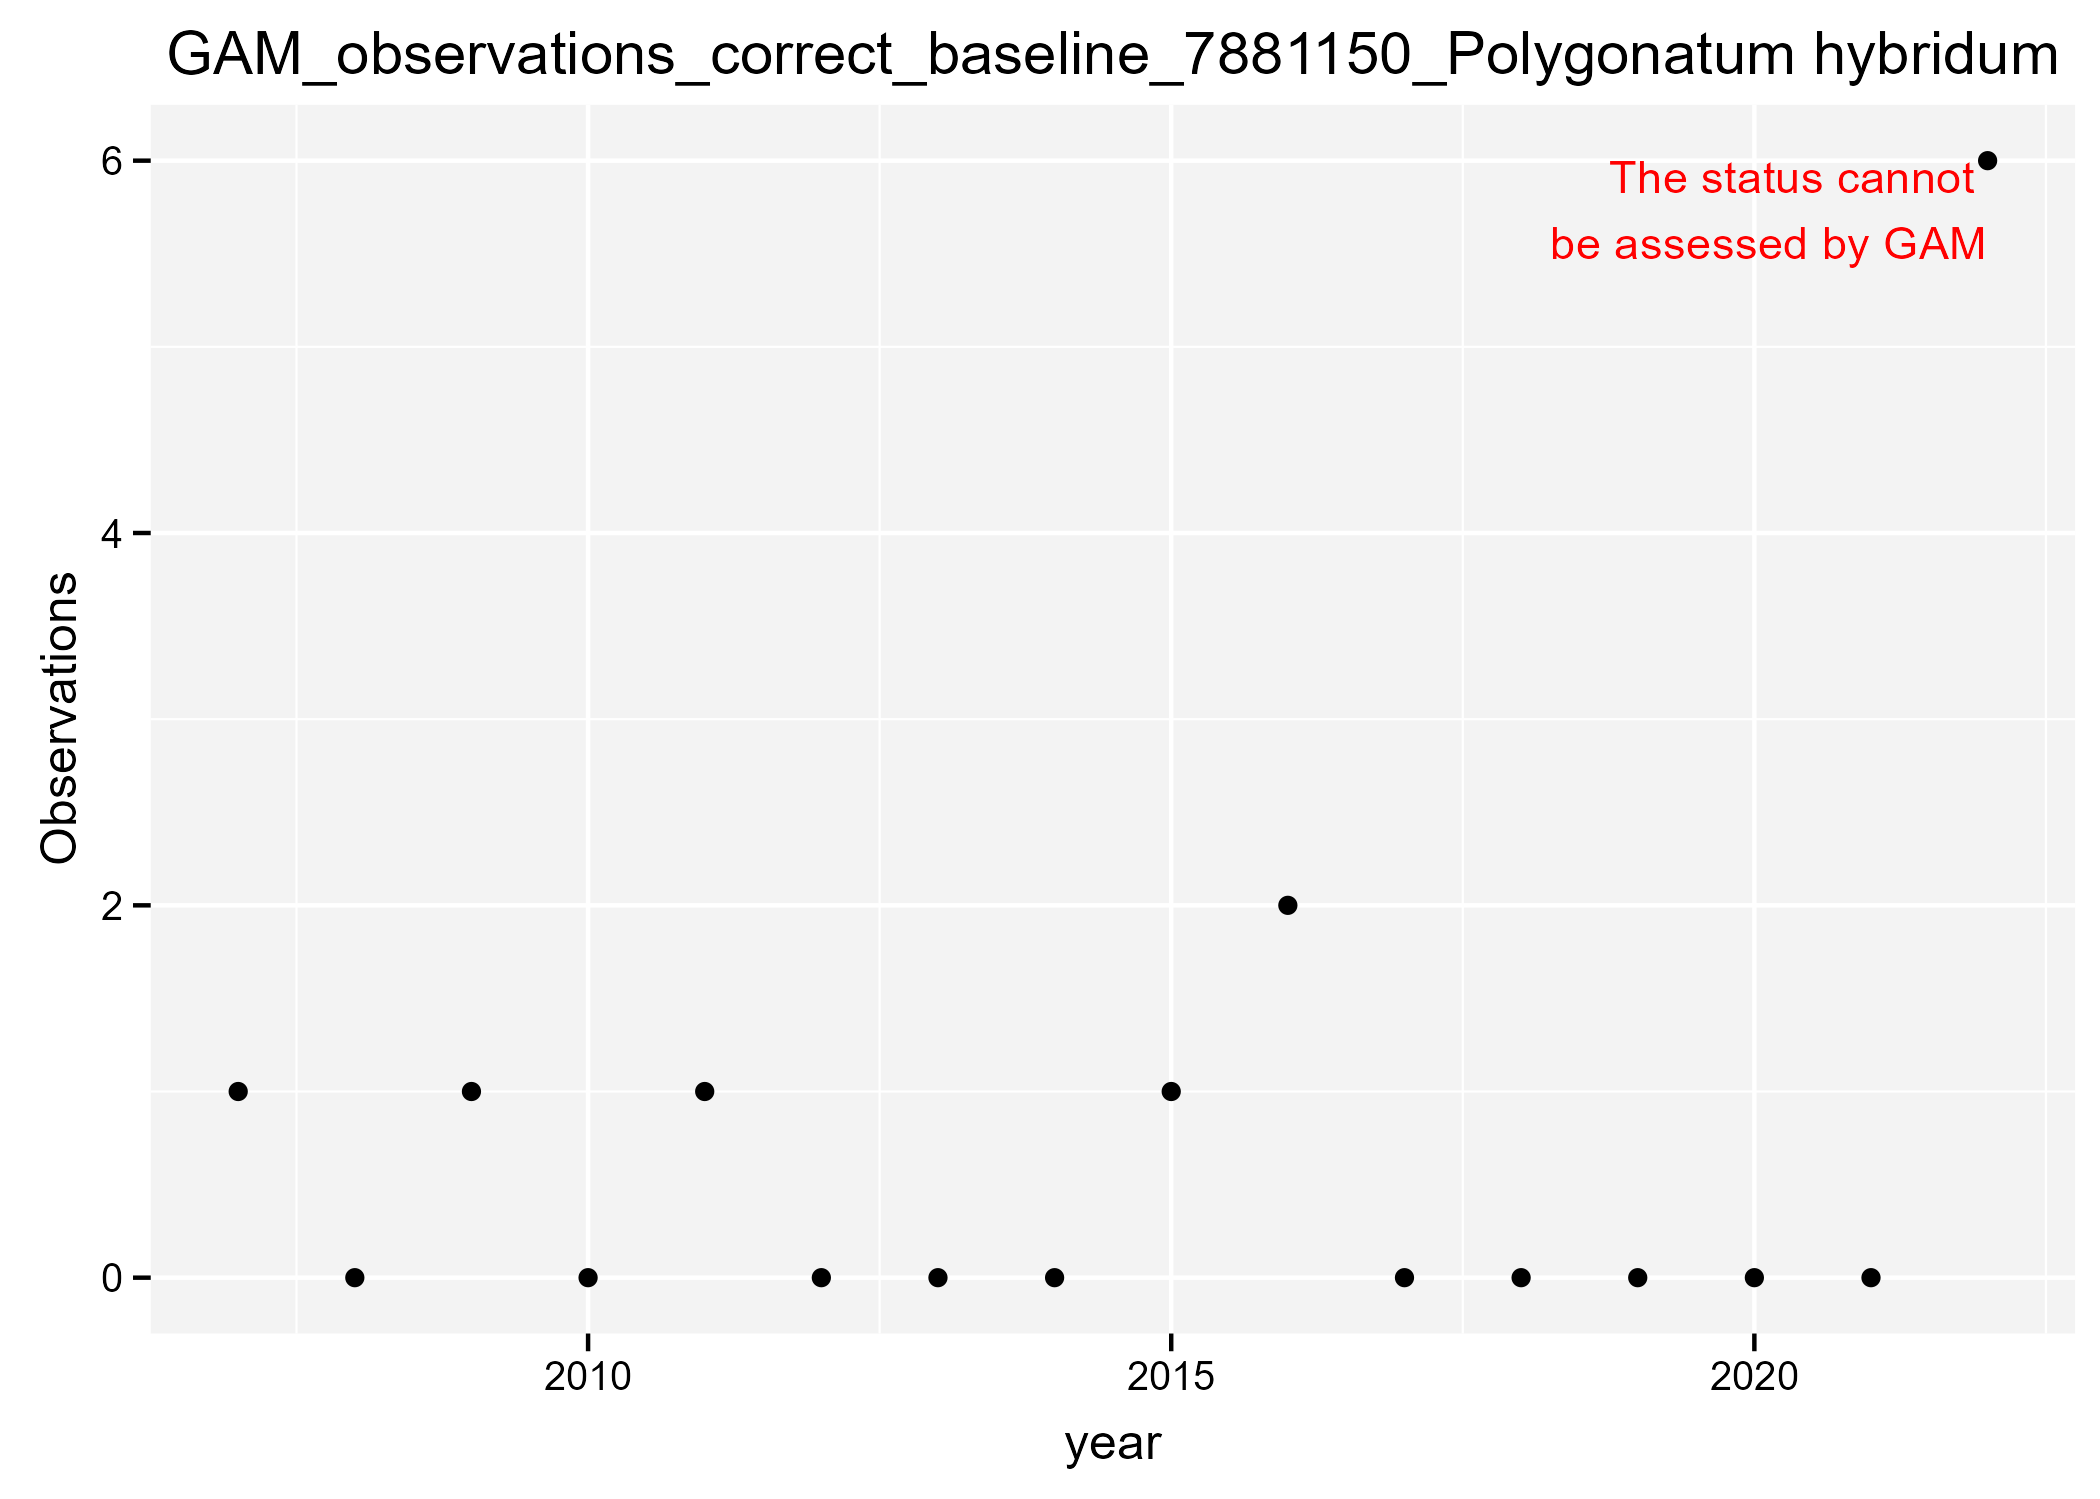 GAM_observations_correct_baseline_7881150_Polygonatum hybridum
6
The status cannot
be assessed by GAM
4
Observations
2
0
2010 2015 2020
year